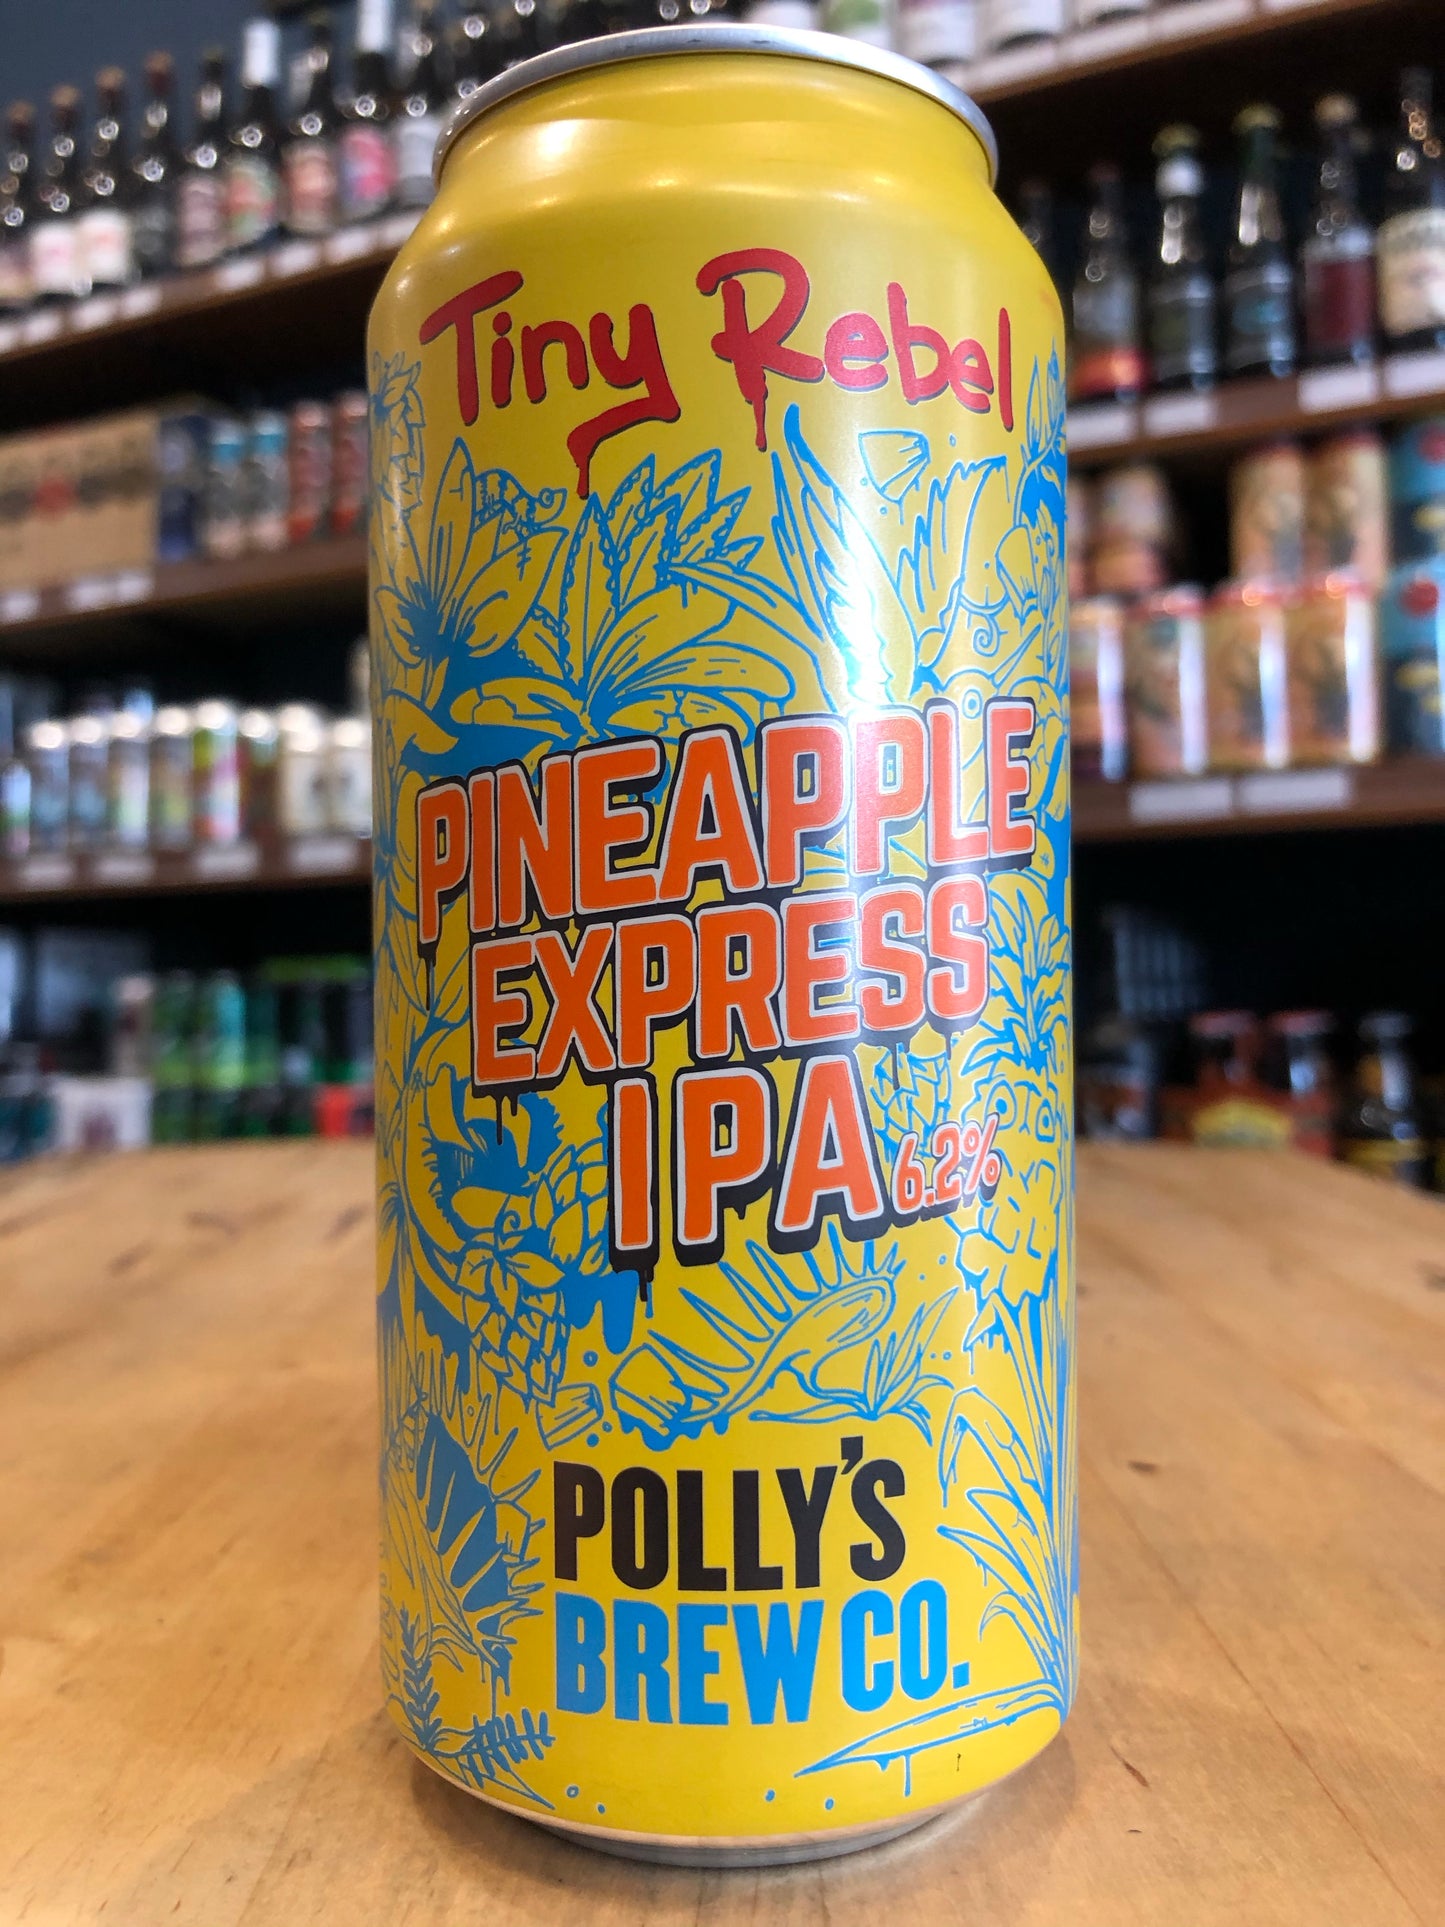 Tiny Rebel
PINEAPPLE
EXPRESS
IPA 6.2%
POLLY'S
BREW CO.